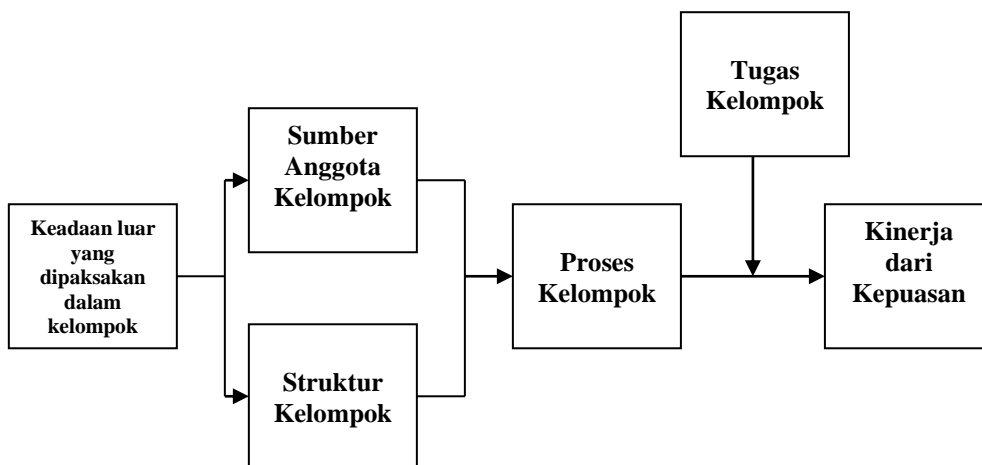 Keadaan luar
yang
dipaksakan
dalam
kelompok
Sumber
Anggota
Kelompok
Struktur
Kelompok
Proses
Kelompok
Tugas
Kelompok
Kinerja
dari
Kepuasan